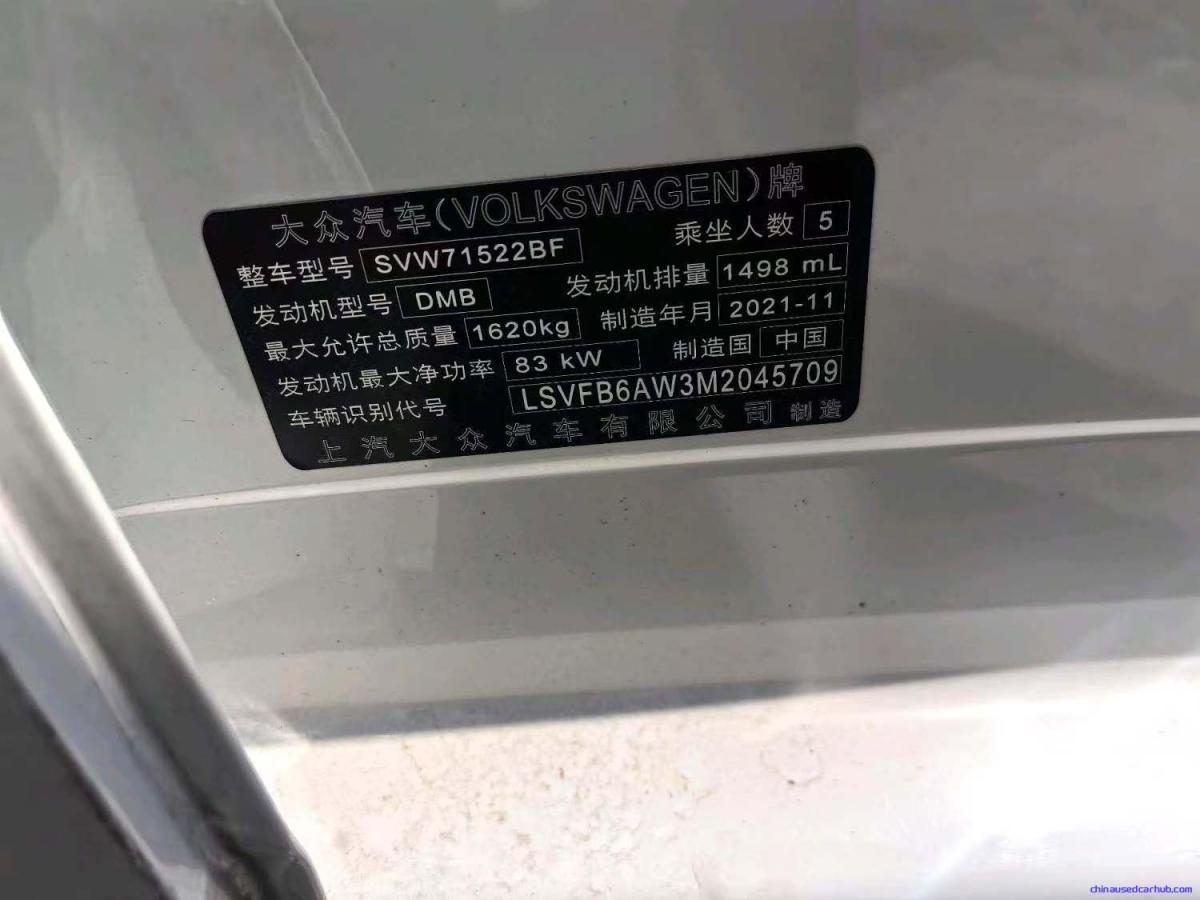 大众汽车(VOLKSWAGEN)牌
整车型号 SVW71522BF 乘坐人数 5
发动机型号 DMB 发动机排量 1498 mL
最大允许总质量 1620kg 制造年月 2021-11
发动机最大净功率 83 kW 制造国 中国
车辆识别代号 LSVFB6AW3M2045709
上汽大众汽车有限公司 制造
chinausedcarhub.com